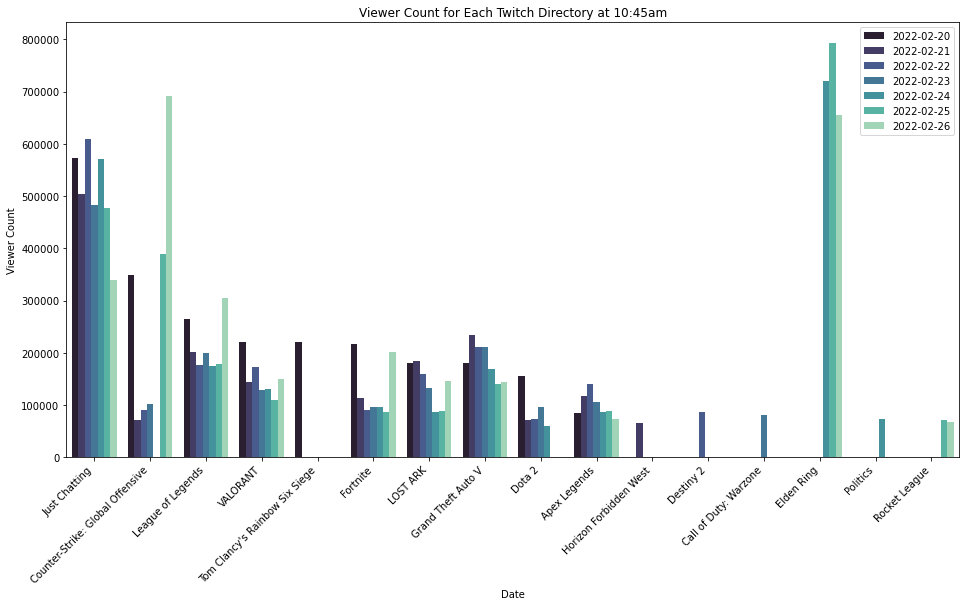 Viewer Count for Each Twitch Directory at 10:45am
2022-02-20
2022-02-21
2022-02-22
2022-02-23
2022-02-24
2022-02-25
2022-02-26
800000
700000
600000
500000
400000
300000
200000
100000
0
Viewer Count
Just Chatting
Counter-Strike: Global Offensive
League of Legends
VALORANT
Tom Clancy's Rainbow Six Siege
Fortnite
LOST ARK
Grand Theft Auto V
Dota 2
Apex Legends
Horizon Forbidden West
Destiny 2
Call of Duty: Warzone
Elden Ring
Politics
Rocket League
Date